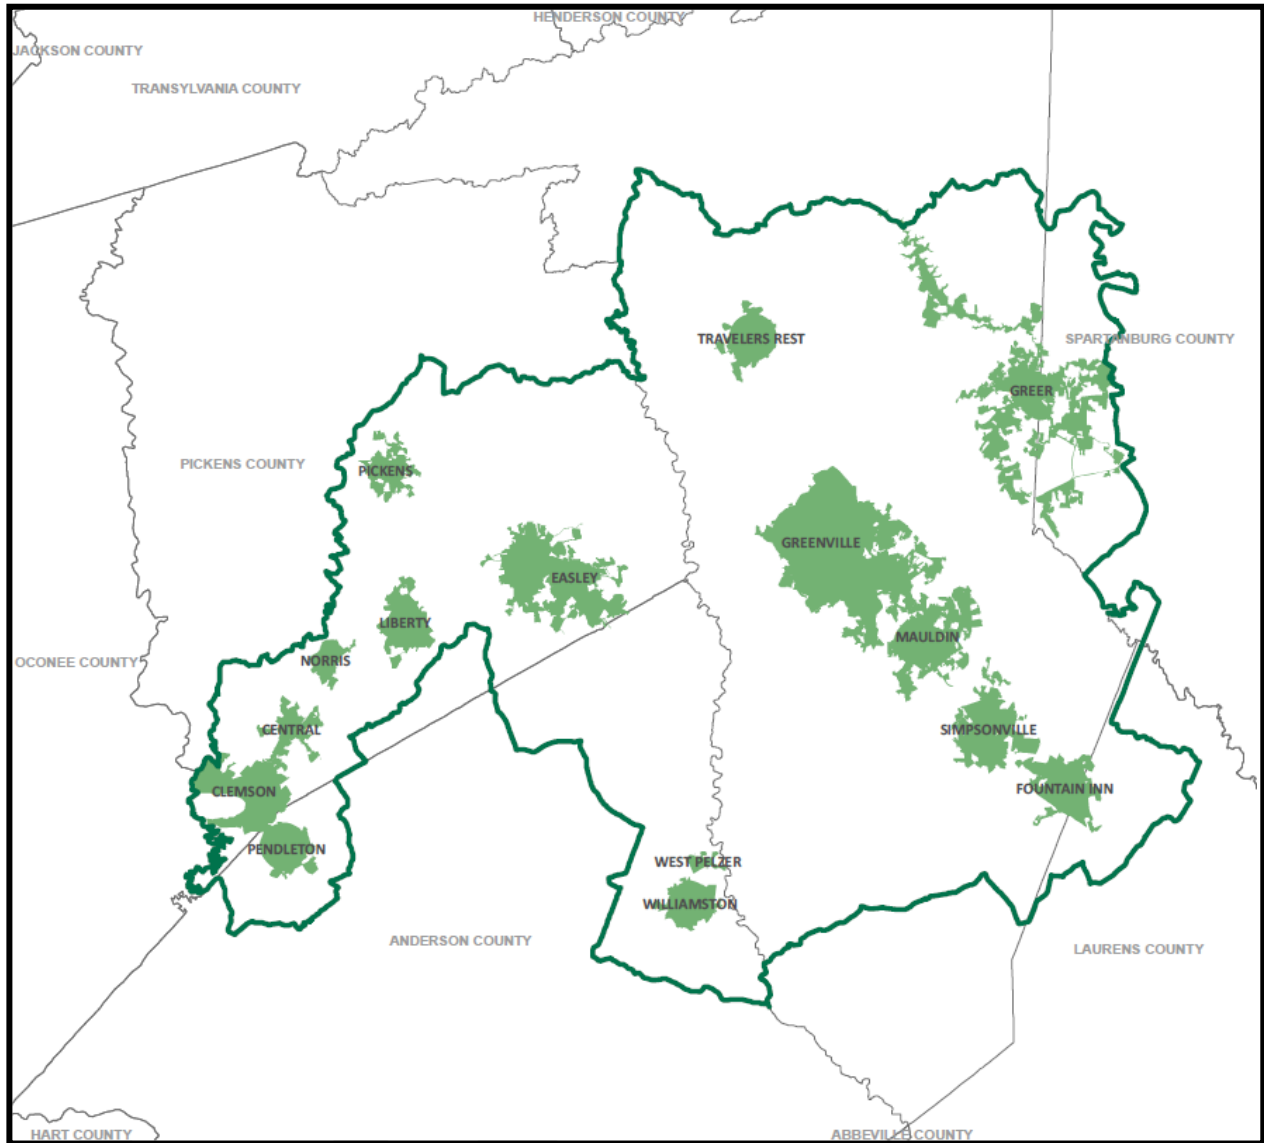 HENDERSON COUNTY
JACKSON COUNTY
TRANSYLVANIA COUNTY
TRAVELERS REST
SPARTANBURG COUNTY
GREER
PICKENS COUNTY
PICKENS
GREENVILLE
EASLEY
LIBERTY
MAULDIN
OCONEE COUNTY
NORRIS
CENTRAL
SIMPSONVILLE
CLEMSON
FOUNTAIN INN
PENDLETON
WEST PELZER
WILLIAMSTON
ANDERSON COUNTY
LAURENS COUNTY
HART COUNTY
ABBEVILLE COUNTY